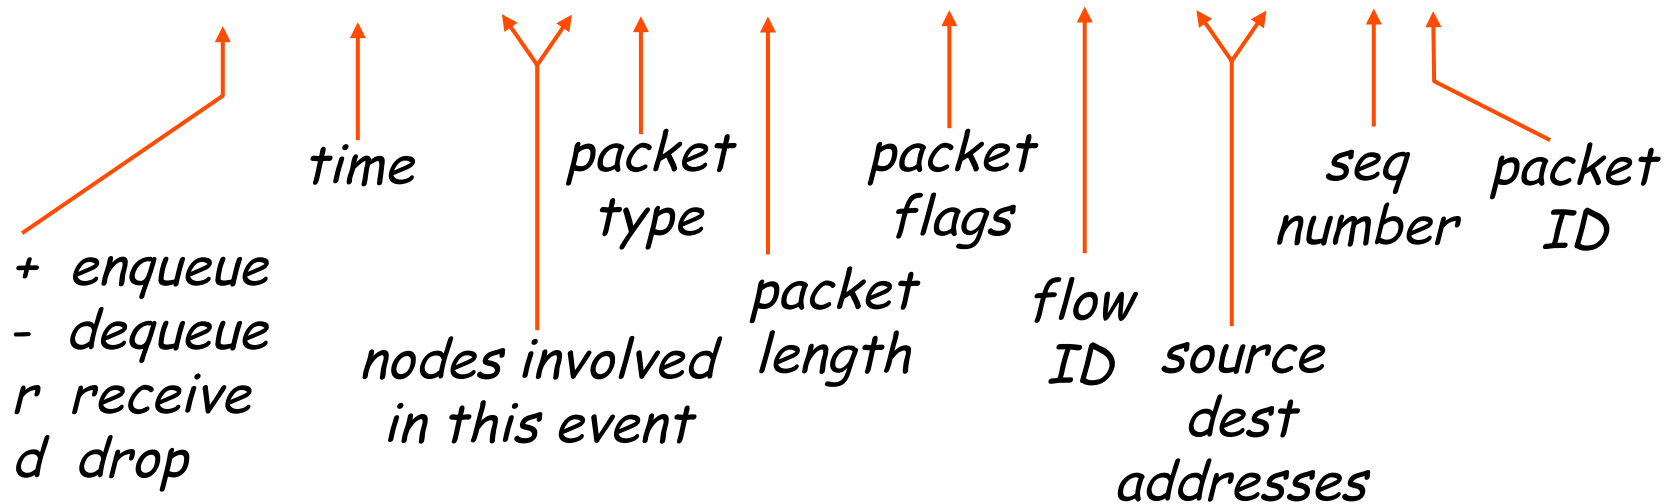 time
packet
type
packet
flags
seq
number
packet
ID
+ enqueue
- dequeue
r receive
d drop
nodes involved
in this event
packet
length
flow
ID
source
dest
addresses